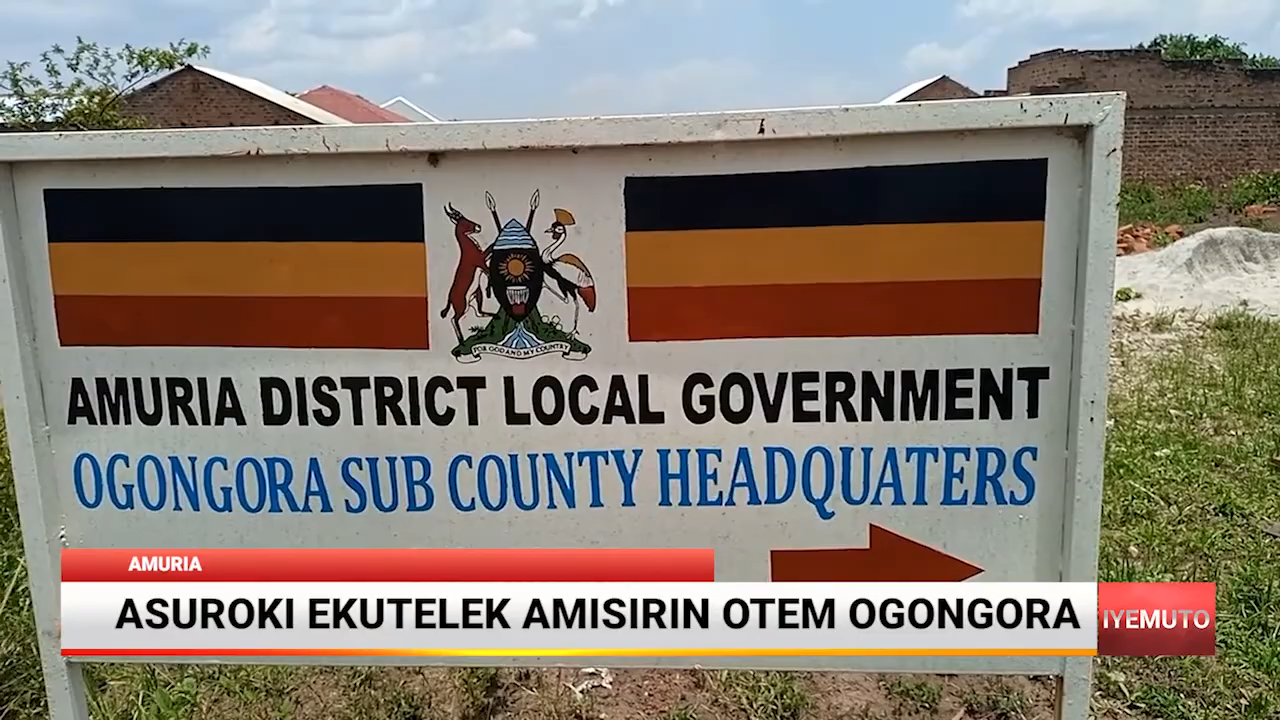 FOR GOD AND MY COUNTRY
AMURIA DISTRICT LOCAL GOVERNMENT
OGONGORA SUB COUNTY HEADQUATERS
AMURIA
ASUROKI EKUTELEK AMISIRIN OTEM OGONGORA
IYEMUTO